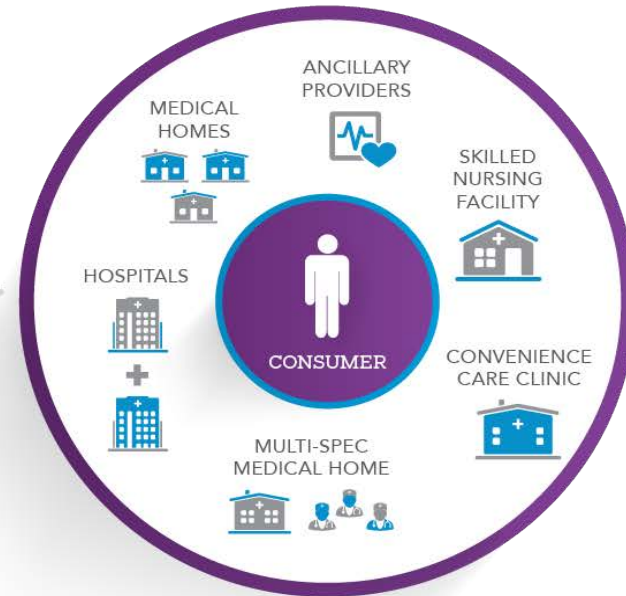 ANCILLARY
PROVIDERS
MEDICAL
HOMES
SKILLED
NURSING
FACILITY
HOSPITALS
CONSUMER
CONVENIENCE
CARE CLINIC
MULTI-SPEC
MEDICAL HOME